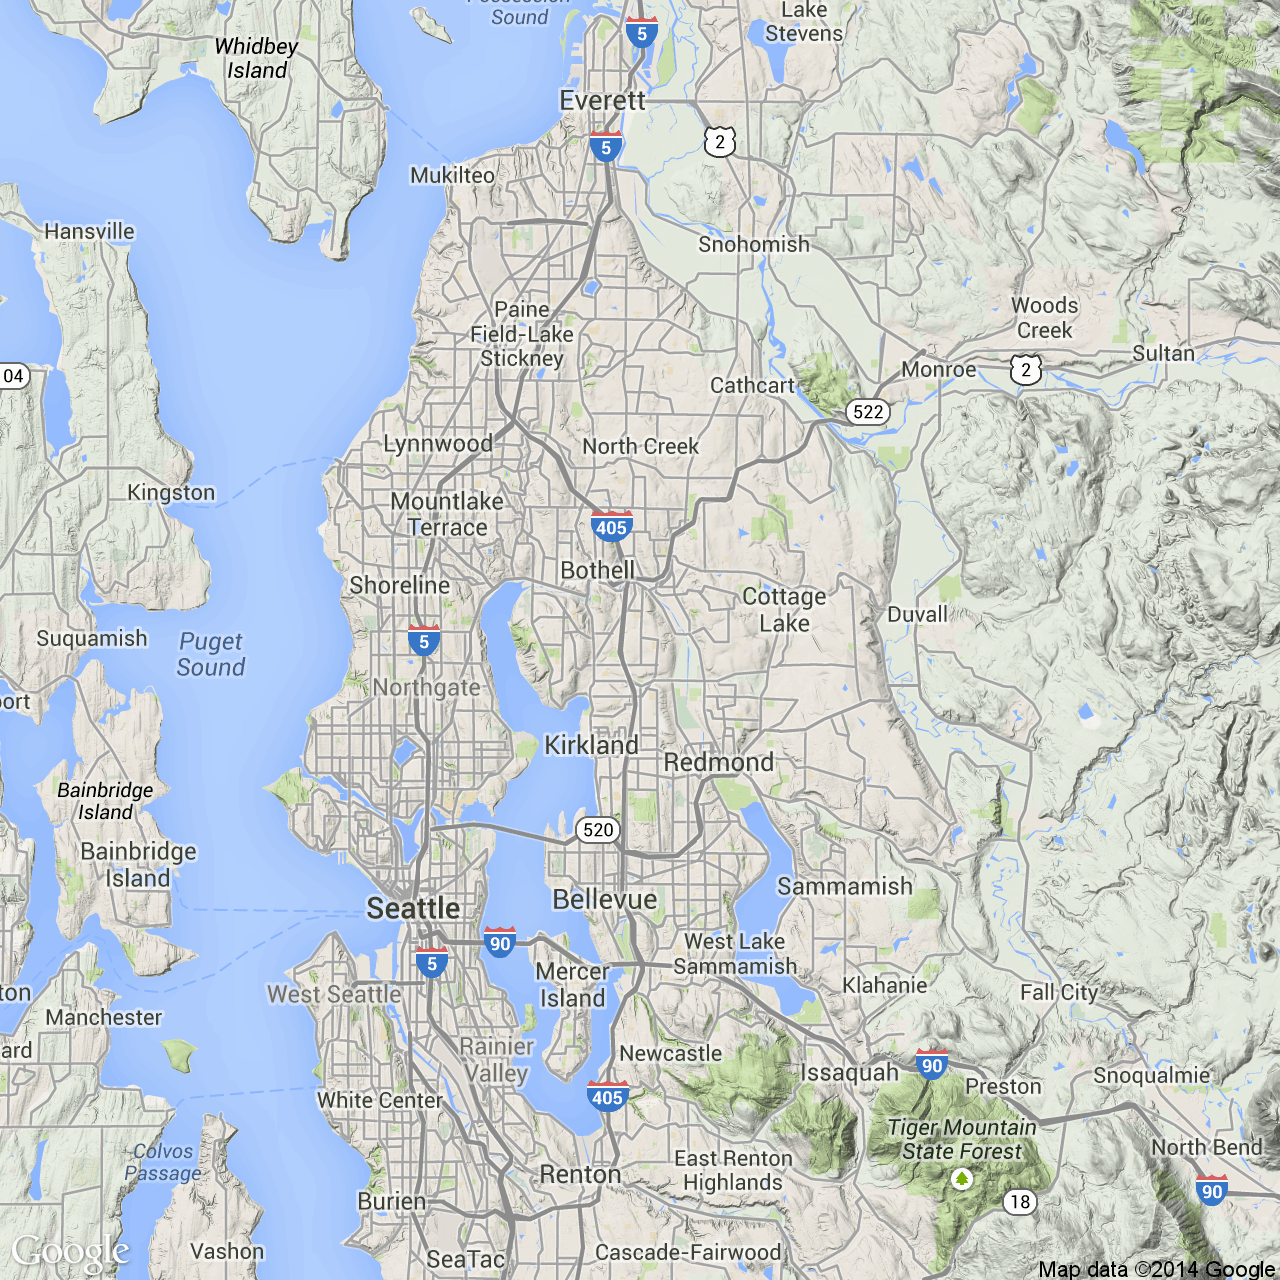 Possession
Sound
Lake
Stevens
5
Whidbey
Island
Everett
2
5
Mukilteo
Hansville
Snohomish
Paine
Field-Lake
Stickney
Woods
Creek
Sultan
04
Monroe
2
Cathcart
522
Lynnwood
North Creek
Kingston
Mountlake
Terrace
405
Bothell
Shoreline
Cottage
Lake
Duvall
Suquamish
Puget
Sound
5
Northgate
ort
Kirkland
Redmond
Bainbridge
Island
520
Bainbridge
Island
Sammamish
Bellevue
Seattle
90
West Lake
Sammamish
5
Mercer
Island
Klahanie
ton
West Seattle
Fall City
Manchester
ard
Rainier
Valley
Newcastle
Issaquah
90
Preston
Snoqualmie
405
White Center
Tiger Mountain
State Forest
North Bend
Colvos
Passage
Renton
East Renton
Highlands
90
18
Burien
Vashon
SeaTac
Cascade-Fairwood
Google
Map data ©2014 Google